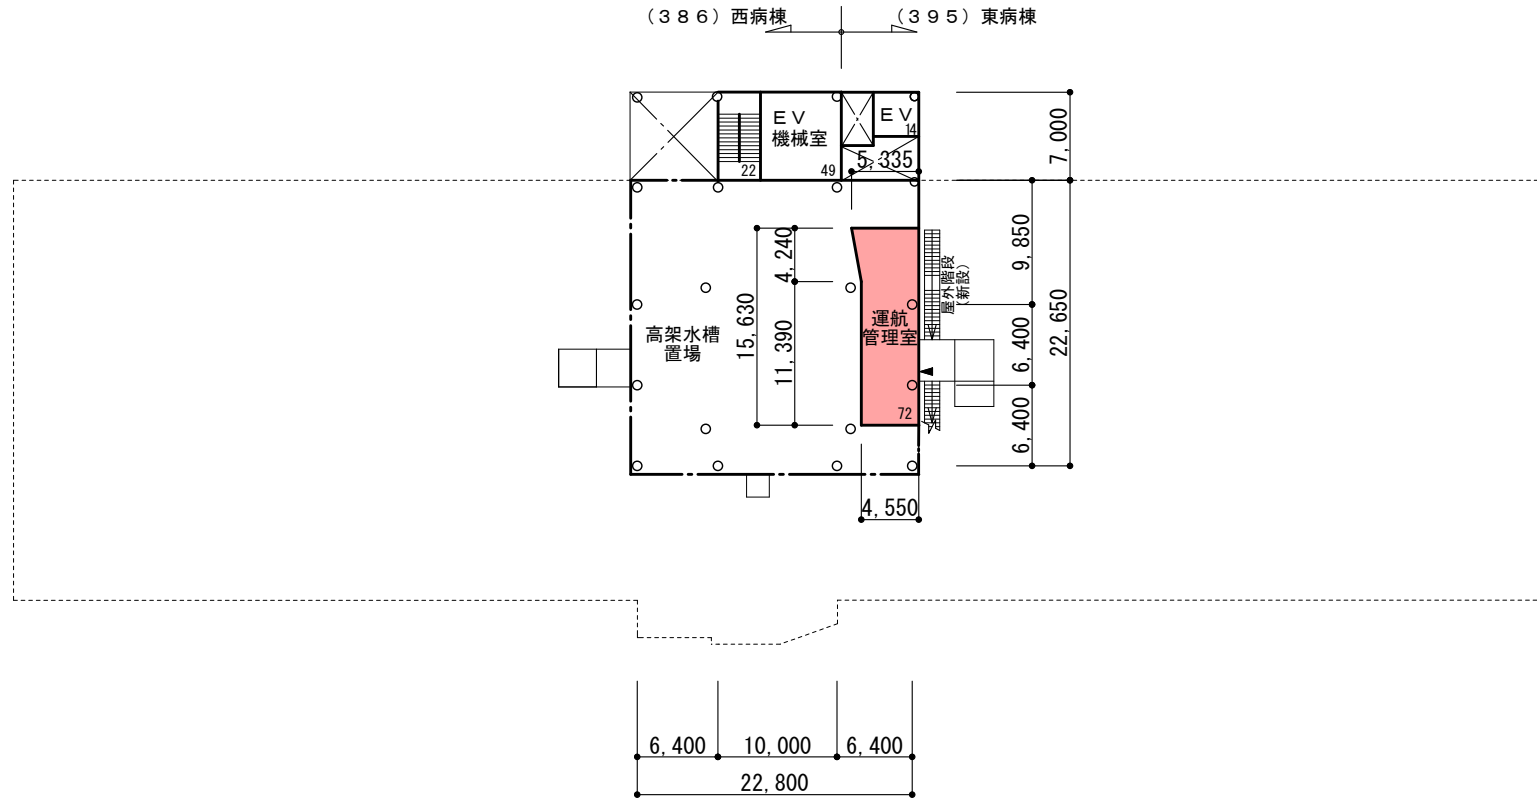 （３８６）西病棟
（３９５）東病棟
ＥＶ
機械室
ＥＶ
14
22
49
5,335
7,000
9,850
22,650
6,400
6,400
4,240
15,630
11,390
高架水槽
置場
運航
管理室
72
屋外階段
（新設）
4,550
6,400
10,000
6,400
22,800